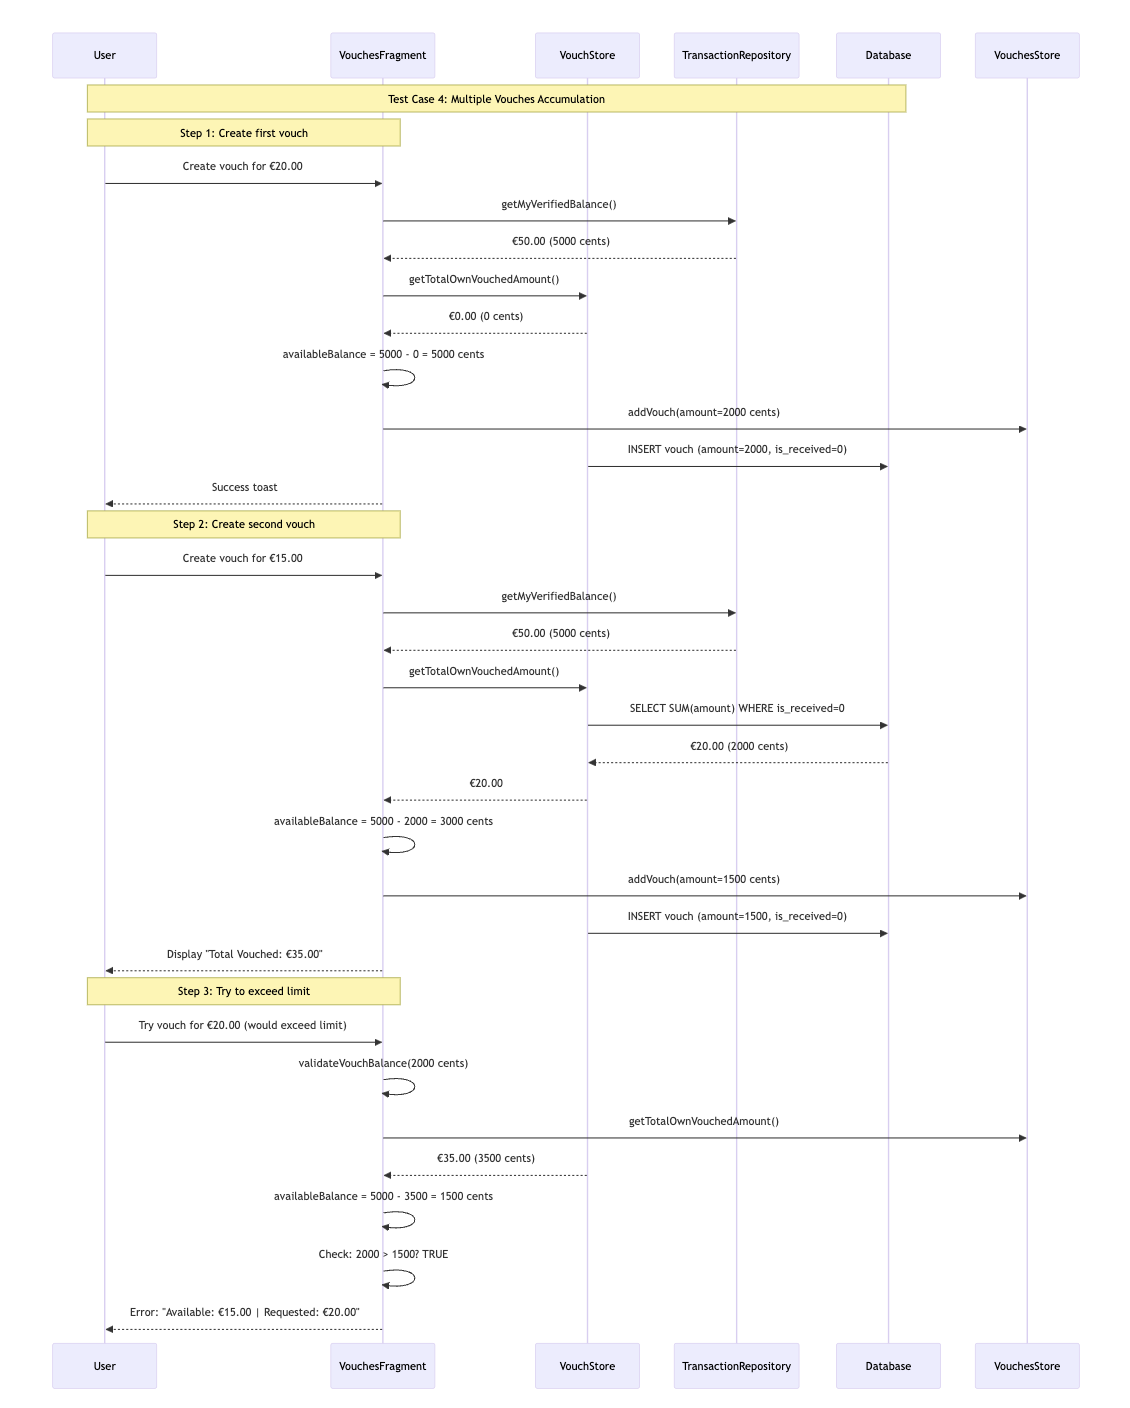 User
VouchesFragment
VouchStore
TransactionRepository
Database
VouchesStore
Test Case 4: Multiple Vouches Accumulation
Step 1: Create first vouch
Create vouch for €20.00
getMyVerifiedBalance()
€50.00 (5000 cents)
getTotalOwnVouchedAmount()
€0.00 (0 cents)
availableBalance = 5000 - 0 = 5000 cents
addVouch(amount=2000 cents)
INSERT vouch (amount=2000, is_received=0)
Success toast
Step 2: Create second vouch
Create vouch for €15.00
getMyVerifiedBalance()
€50.00 (5000 cents)
getTotalOwnVouchedAmount()
SELECT SUM(amount) WHERE is_received=0
€20.00 (2000 cents)
€20.00
availableBalance = 5000 - 2000 = 3000 cents
addVouch(amount=1500 cents)
INSERT vouch (amount=1500, is_received=0)
Display "Total Vouched: €35.00"
Step 3: Try to exceed limit
Try vouch for €20.00 (would exceed limit)
validateVouchBalance(2000 cents)
getTotalOwnVouchedAmount()
€35.00 (3500 cents)
availableBalance = 5000 - 3500 = 1500 cents
Check: 2000 > 1500? TRUE
Error: "Available: €15.00 | Requested: €20.00"
User
VouchesFragment
VouchStore
TransactionRepository
Database
VouchesStore